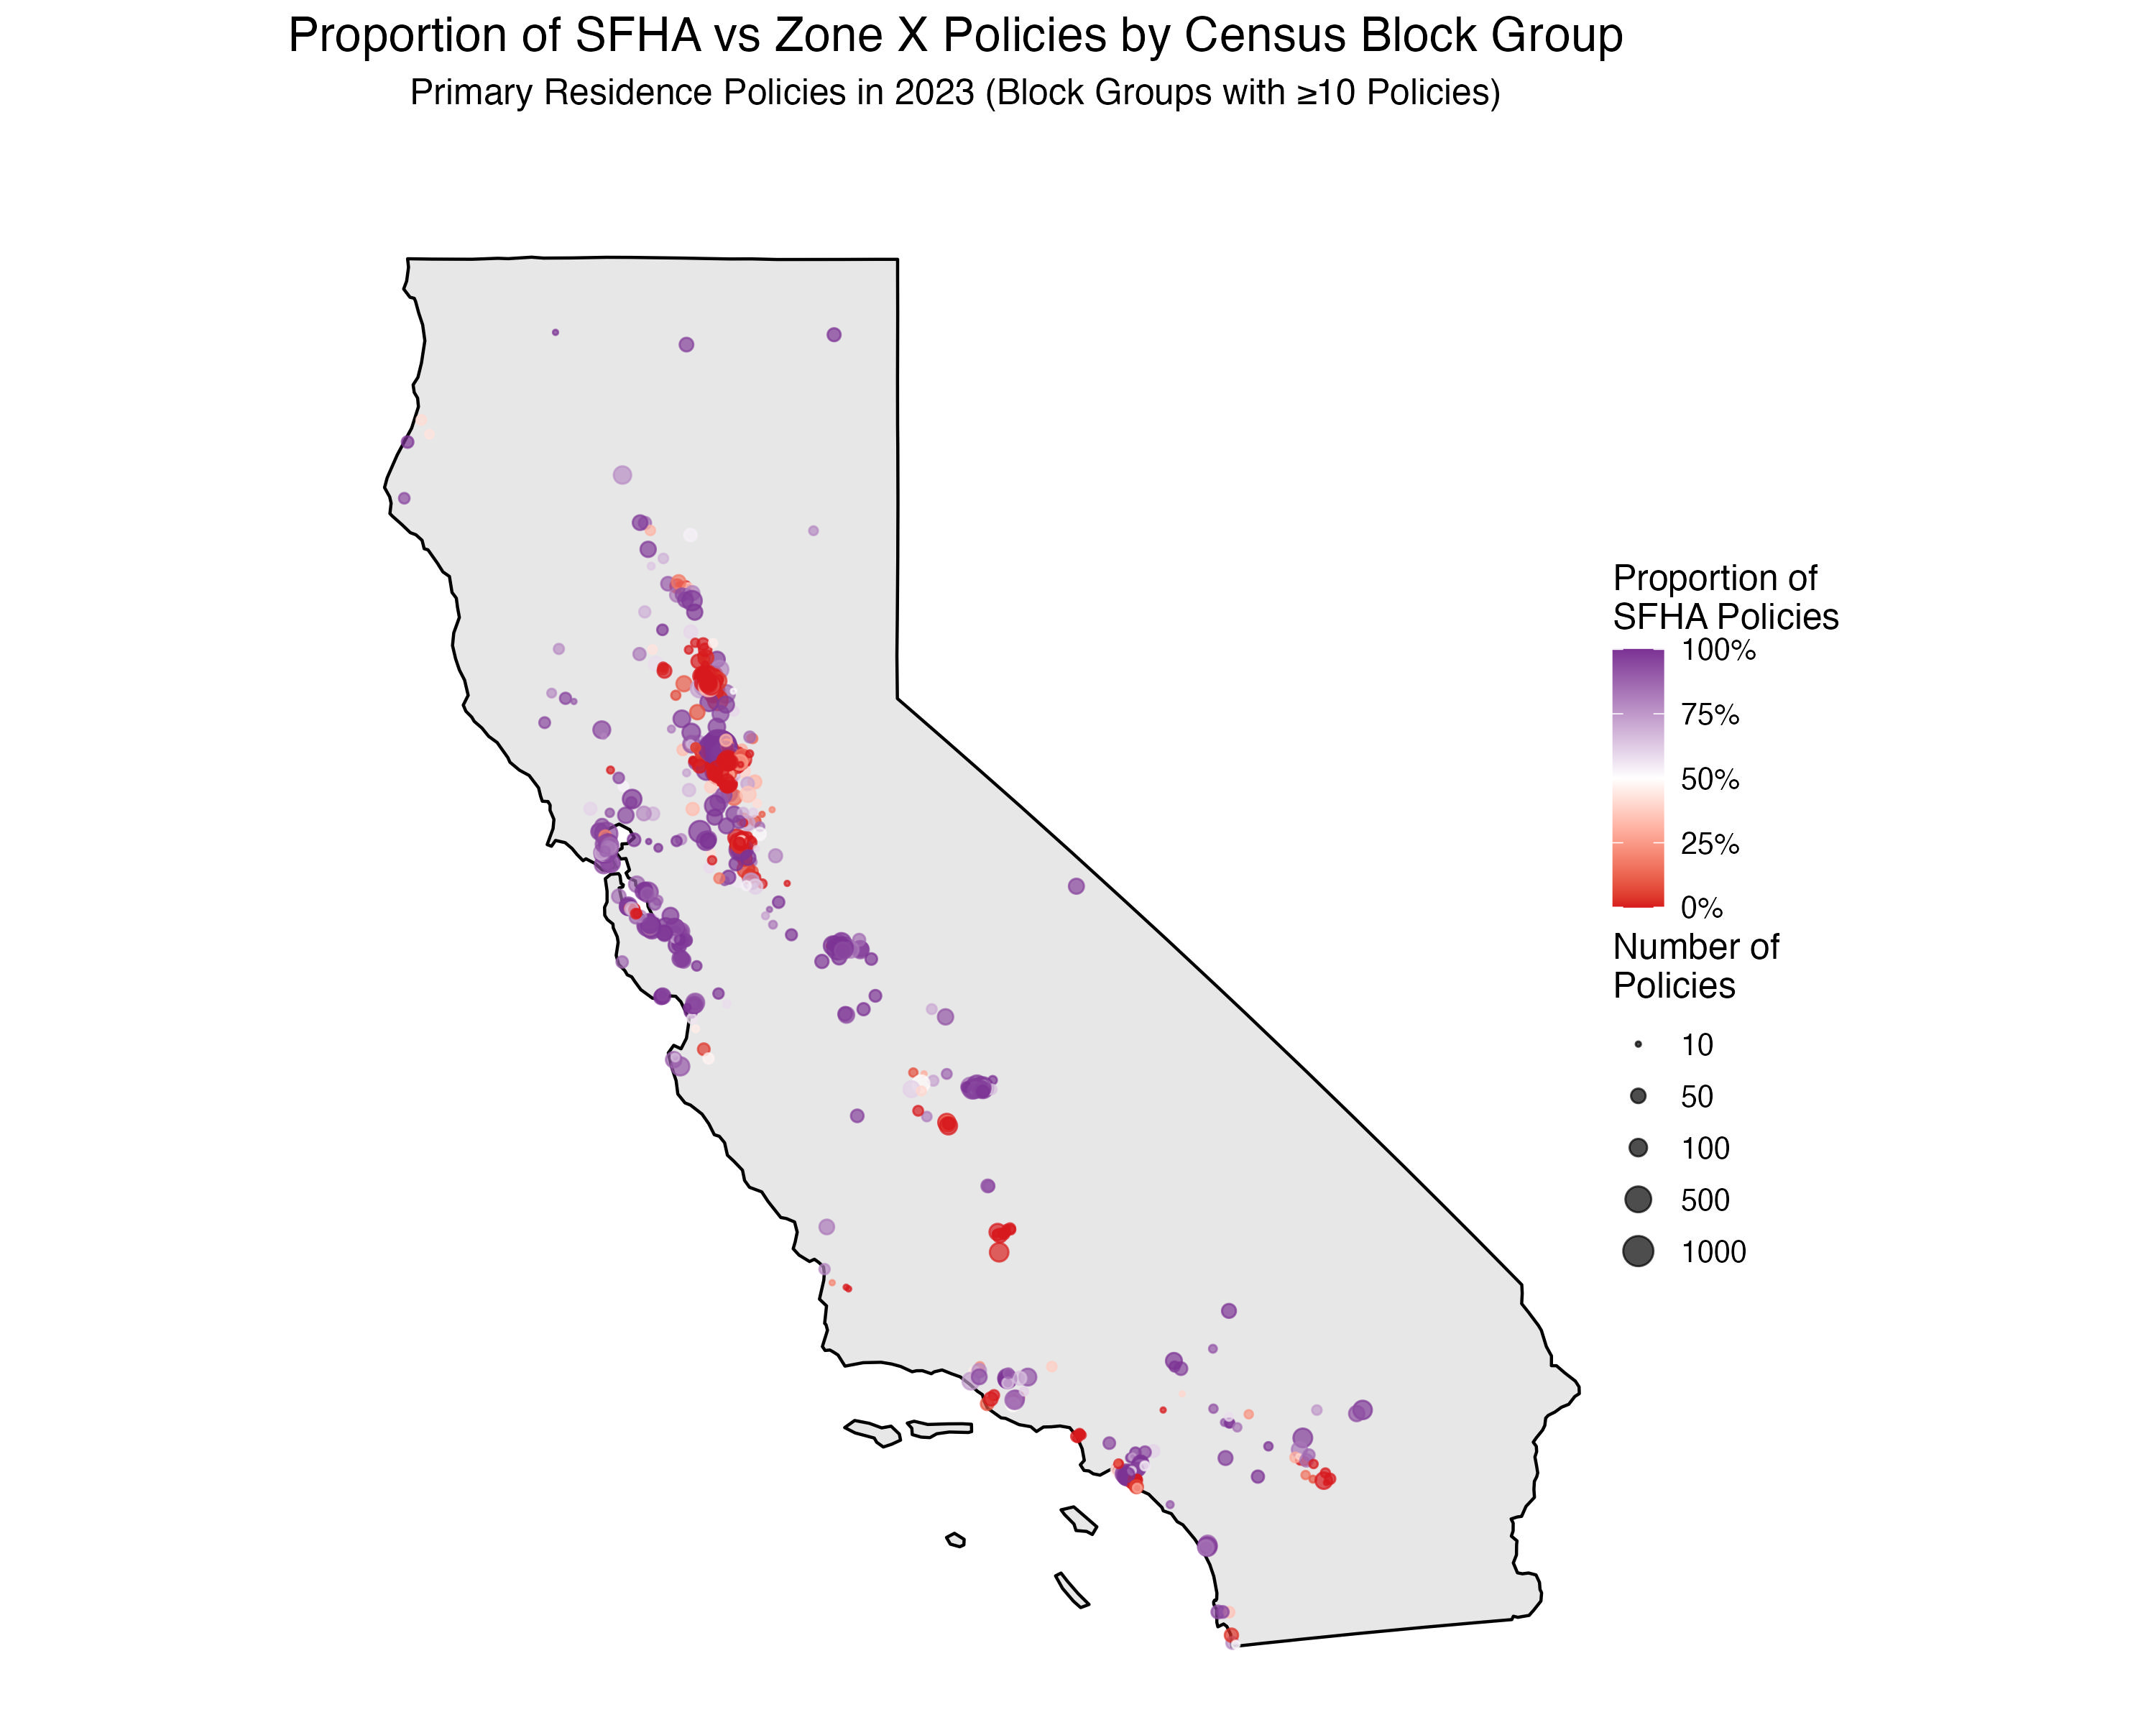 Proportion of SFHA vs Zone X Policies by Census Block Group
Primary Residence Policies in 2023 (Block Groups with ≥10 Policies)
Proportion of
SFHA Policies
100%
75%
50%
25%
0%
Number of
Policies
10
50
100
500
1000